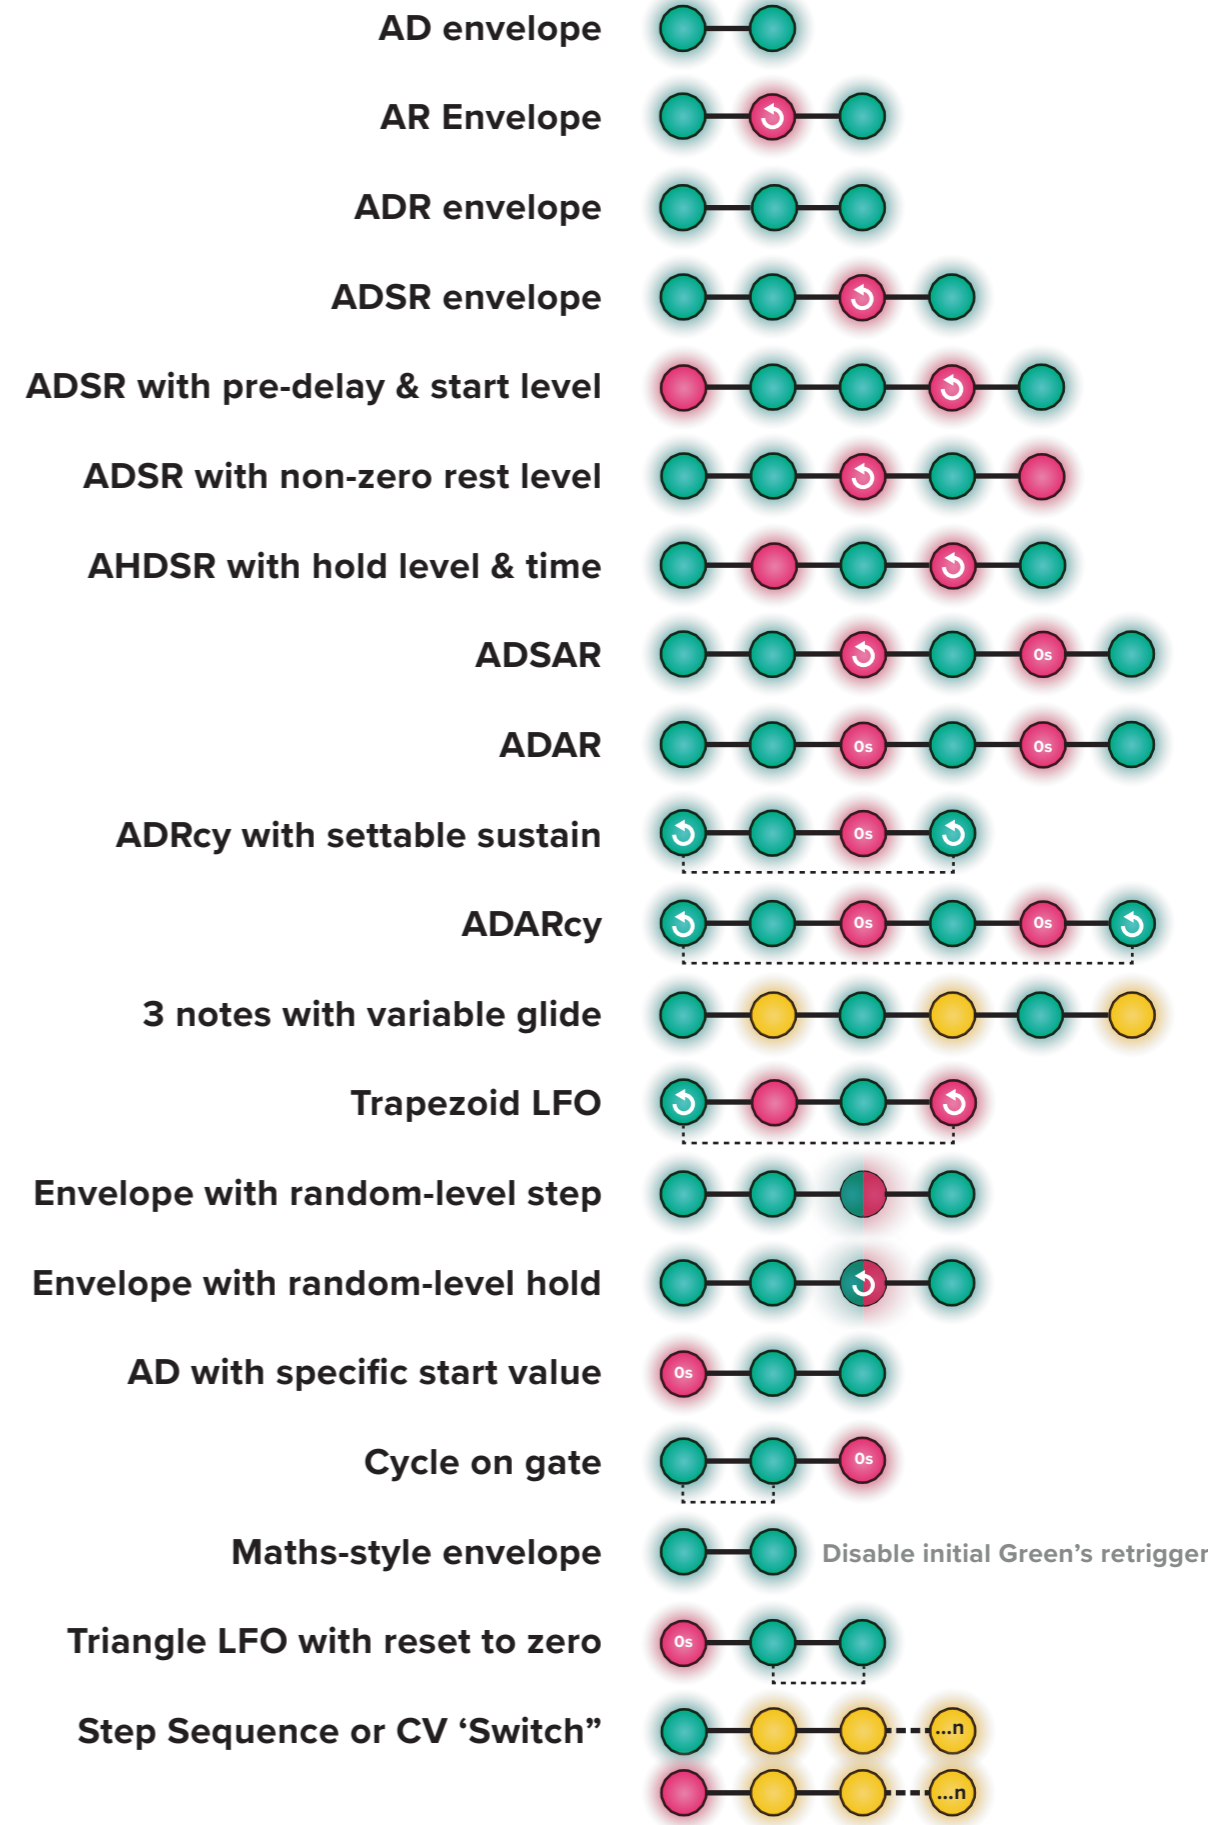 AD envelope
AR Envelope
ADR envelope
ADSR envelope
ADSR with pre-delay & start level
ADSR with non-zero rest level
AHDSR with hold level & time
ADSAR 0s
ADAR 0s 0s
ADRcy with settable sustain 0s
ADARcy 0s 0s
3 notes with variable glide
Trapezoid LFO
Envelope with random-level step
Envelope with random-level hold
AD with specific start value 0s
Cycle on gate 0s
Maths-style envelope Disable initial Green's retrigger
Triangle LFO with reset to zero 0s
Step Sequence or CV ‘Switch” ...n
...n